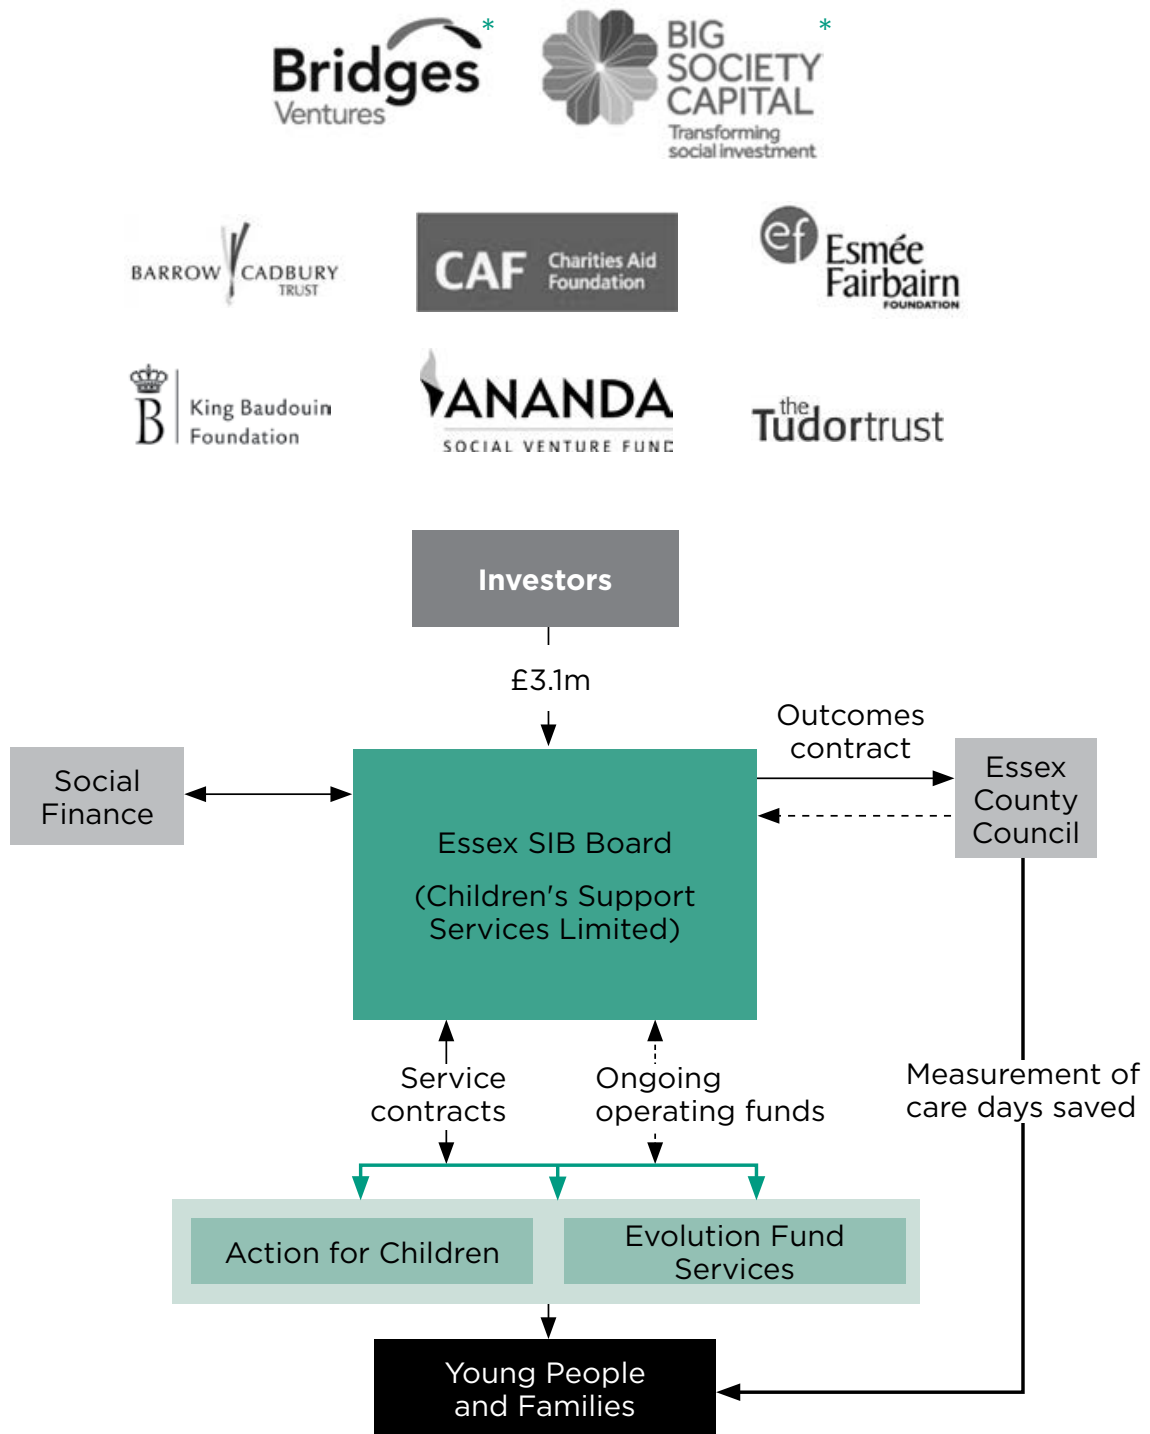 Bridges
Ventures
*
BIG
SOCIETY
CAPITAL
Transforming
social investment
*
BARROW CADBURY
TRUST
CAF Charities Aid
Foundation
ef
Esmée
Fairbairn
FOUNDATION
B
King Baudouin
Foundation
ANANDA
SOCIAL VENTURE FUND
the
Tudortrust
Investors
£3.1m
Outcomes
contract
Social
Finance
Essex
County
Council
Essex SIB Board
(Children's Support
Services Limited)
Service
contracts
Ongoing
operating funds
Measurement of
care days saved
Action for Children
Evolution Fund
Services
Young People
and Families